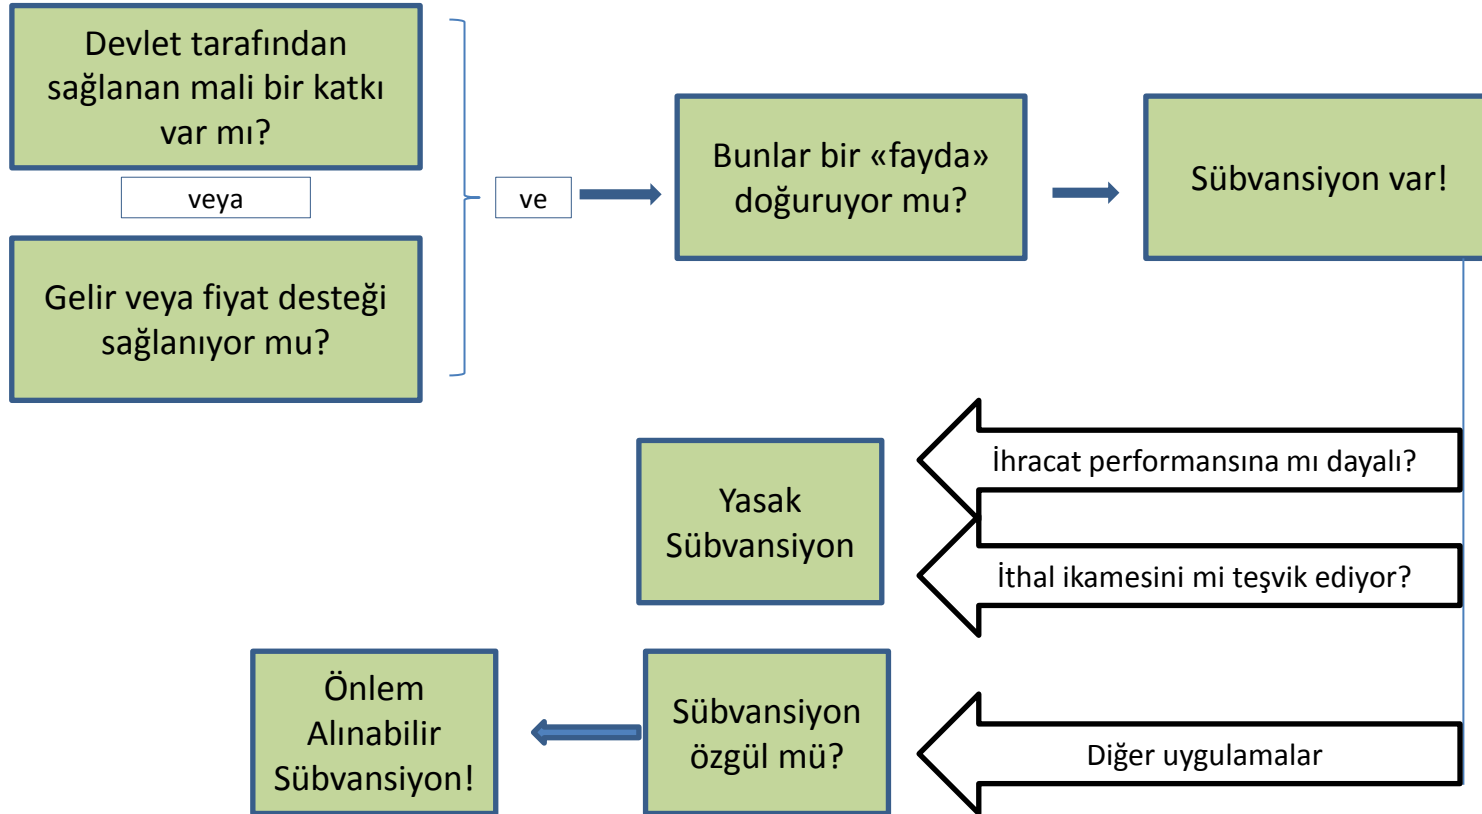 Devlet tarafından
sağlanan mali bir katkı
var mı?
veya
Gelir veya fiyat desteği
sağlanıyor mu?
ve
Bunlar bir «fayda»
doğuruyor mu?
Sübvansiyon var!
İhracat performansına mı dayalı?
İthal ikamesini mi teşvik ediyor?
Yasak
Sübvansiyon
Diğer uygulamalar
Sübvansiyon
özgül mü?
Önlem
Alınabilir
Sübvansiyon!